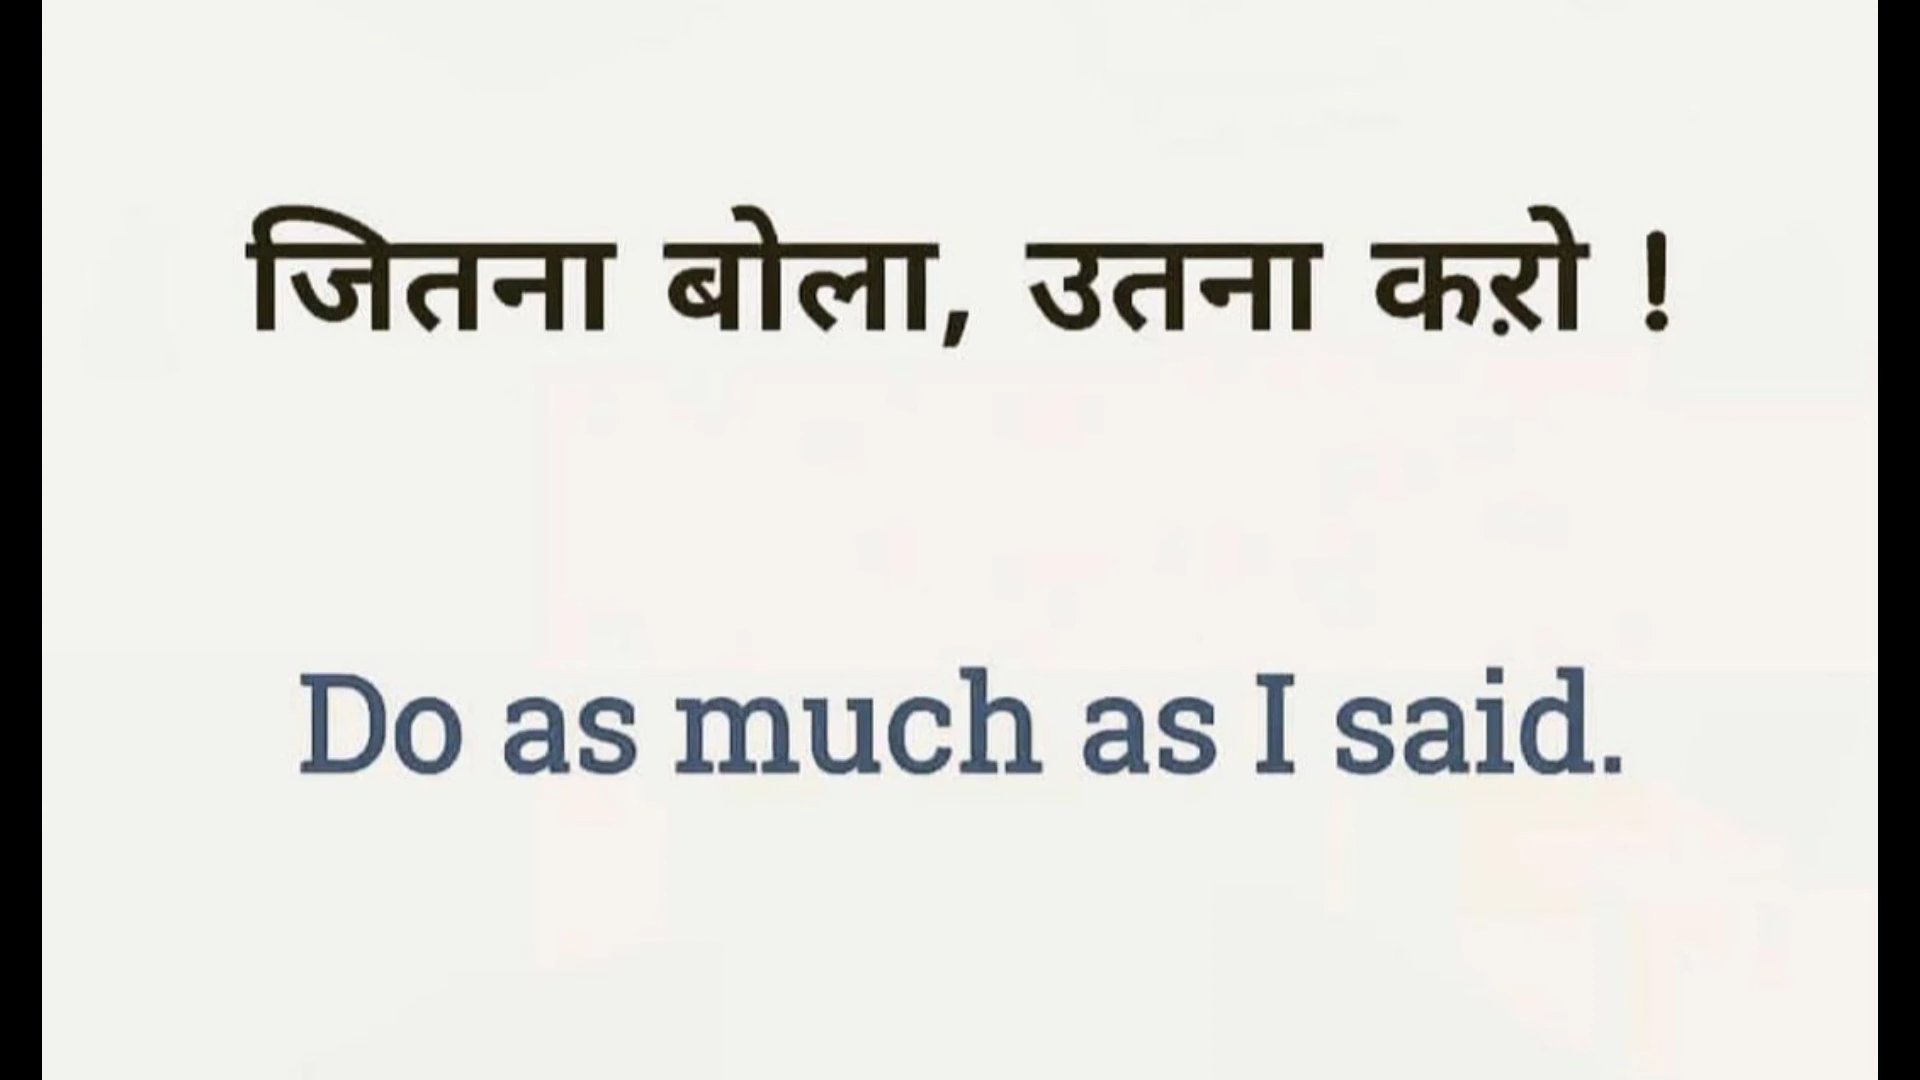 जितना बोला, उतना कऱो !
Do as much as I said.